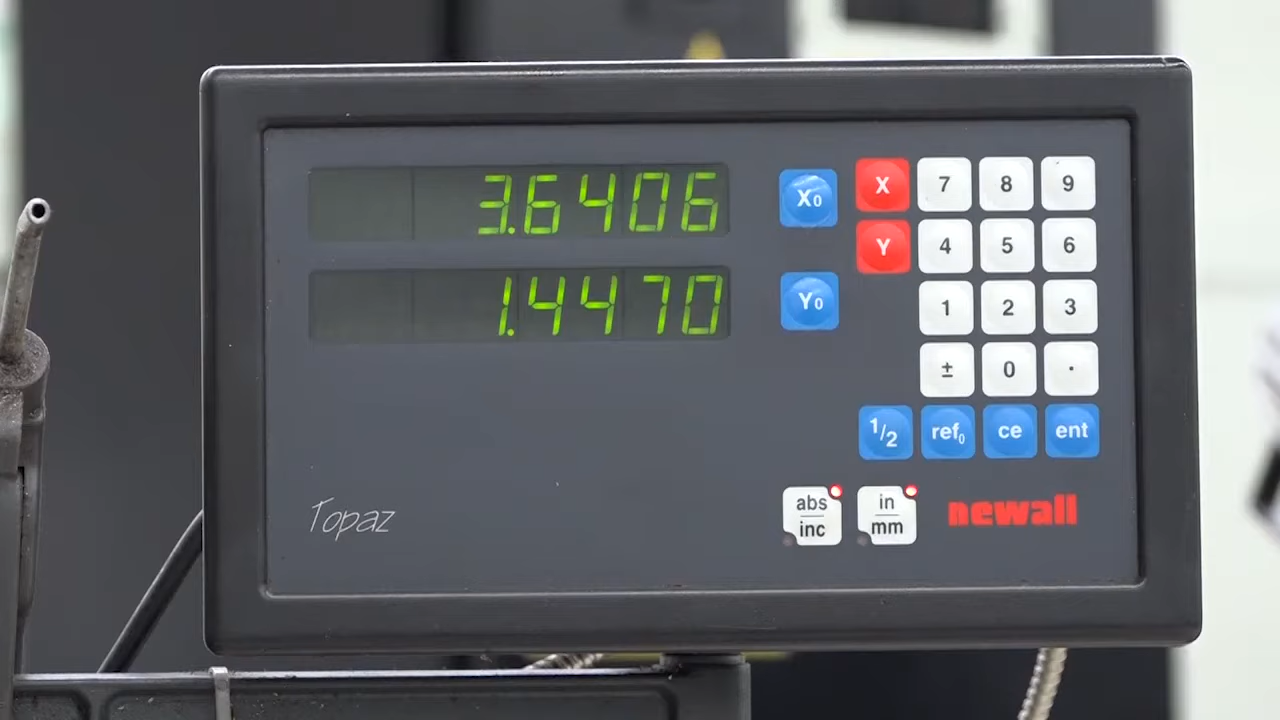 3.6406
1.4470
X0
X 7 8 9
Y 4 5 6
Y0
1 2 3
± 0 .
1/2 ref0 ce ent
abs
inc
in
mm
newall
Topaz